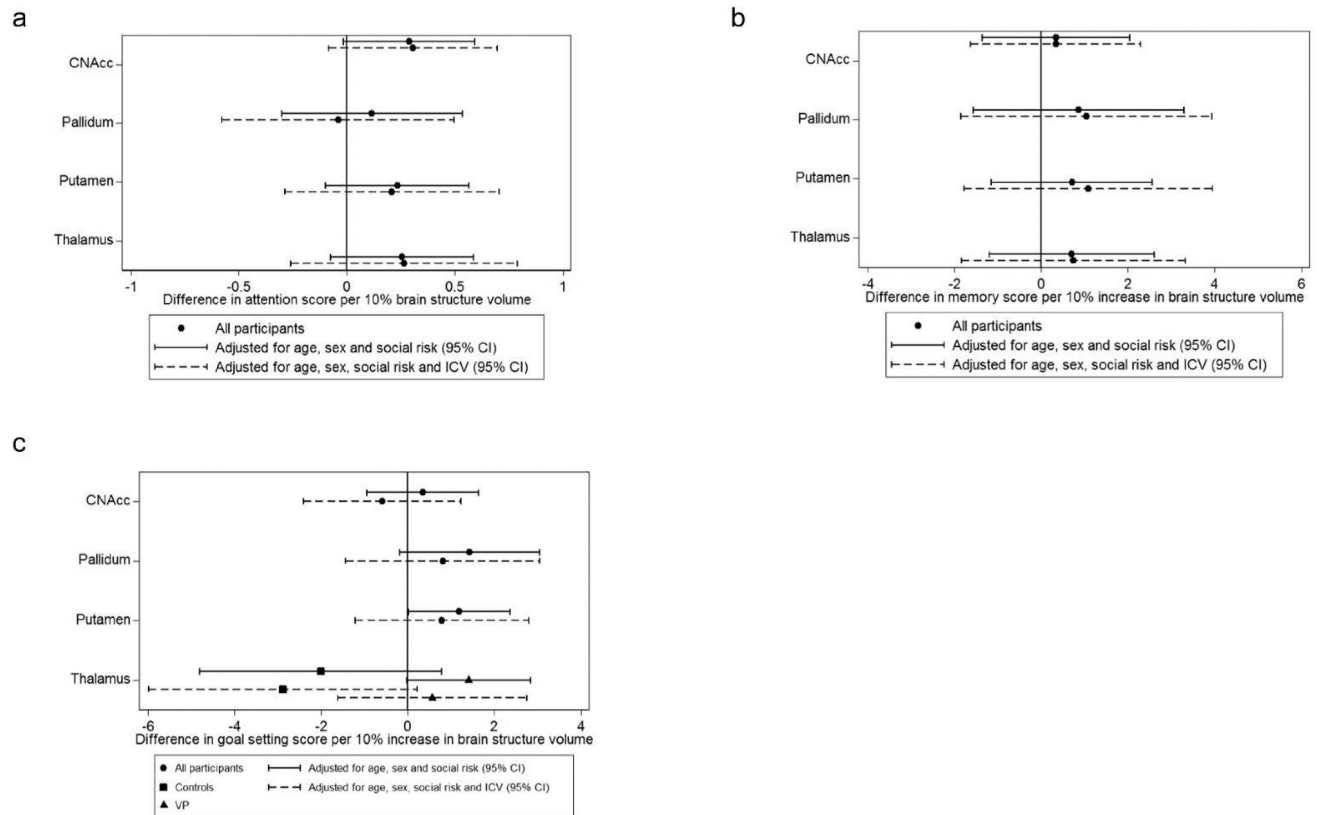 a
CNAcc
Pallidum
Putamen
Thalamus
-1
-0.5
0
0.5
1
Difference in attention score per 10% brain structure volume
All participants
Adjusted for age, sex and social risk (95% CI)
Adjusted for age, sex, social risk and ICV (95% CI)
b
CNAcc
Pallidum
Putamen
Thalamus
-4
-2
0
2
4
6
Difference in memory score per 10% increase in brain structure volume
All participants
Adjusted for age, sex and social risk (95% CI)
Adjusted for age, sex, social risk and ICV (95% CI)
c
CNAcc
Pallidum
Putamen
Thalamus
-6
-4
-2
0
2
4
Difference in goal setting score per 10% increase in brain structure volume
All participants
Adjusted for age, sex and social risk (95% CI)
Controls
Adjusted for age, sex, social risk and ICV (95% CI)
VP